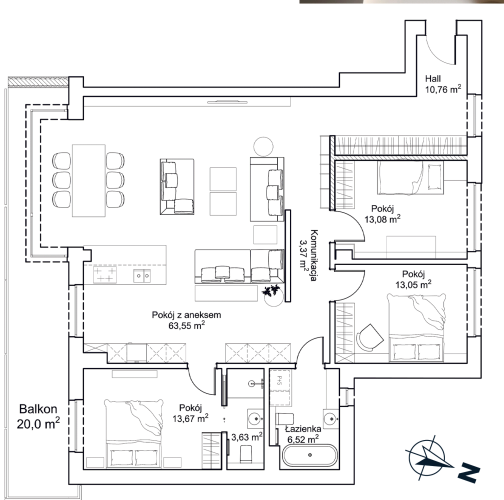 Hall
10,76 m²
Pokój
13,08 m²
Komunikacja
3,37 m²
Pokój
13,05 m²
Pokój z aneksem
63,55 m²
Balkon
20,0 m²
Pokój
13,67 m²
3,63 m²
Łazienka
6,52 m²
N